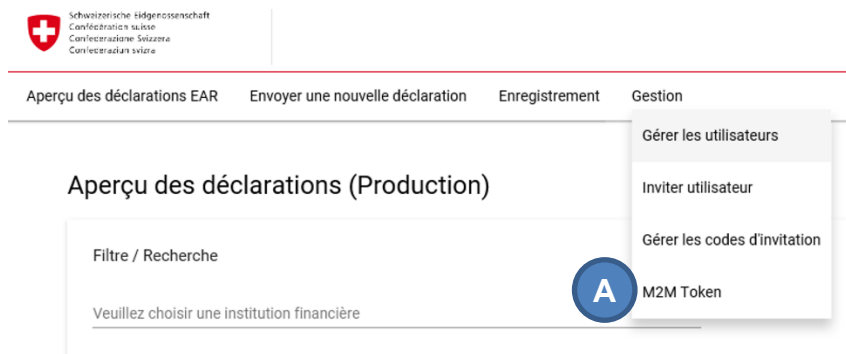 Schweizerische Eidgenossenschaft
Confédération suisse
Confederazione Svizzera
Confederaziun svizra
Aperçu des déclarations EAR Envoyer une nouvelle déclaration Enregistrement Gestion
Gérer les utilisateurs
Inviter utilisateur
Gérer les codes d'invitation
A M2M Token
Aperçu des déclarations (Production)
Filtre / Recherche
Veuillez choisir une institution financière